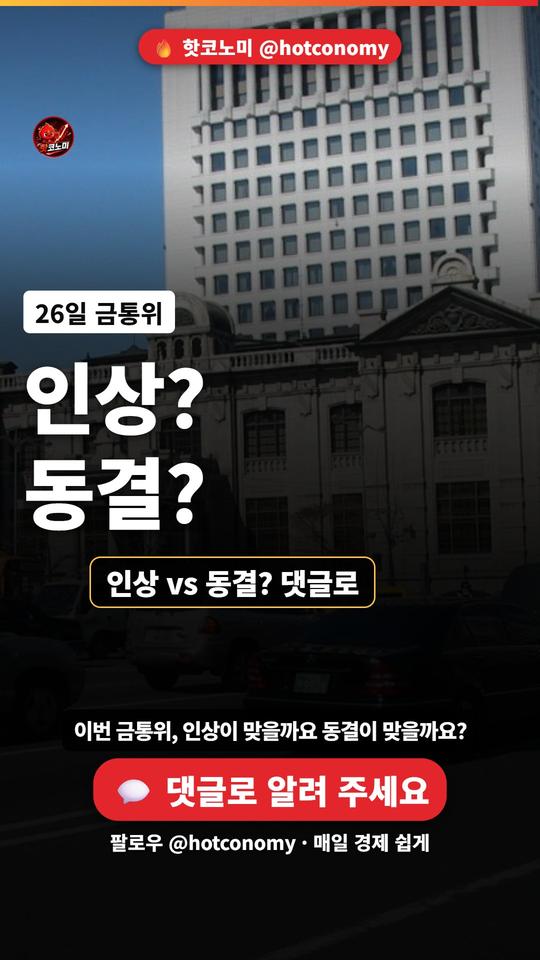 🔥 핫코노미 @hotconomy
핫코노미
26일 금통위
인상?
동결?
인상 vs 동결? 댓글로
이번 금통위, 인상이 맞을까요 동결이 맞을까요?
💬 댓글로 알려 주세요
팔로우 @hotconomy · 매일 경제 쉽게